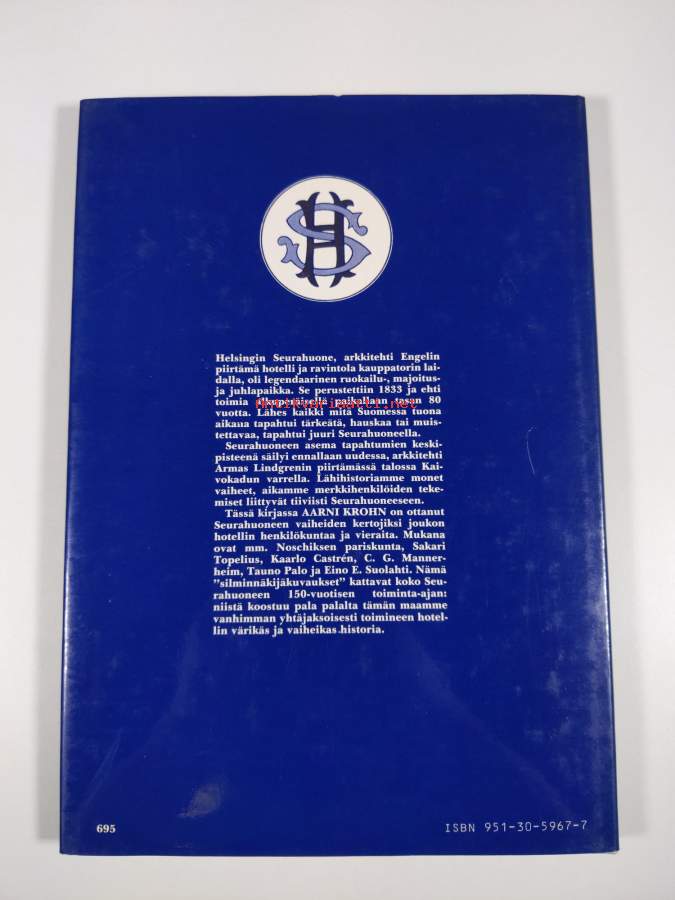 HS
Helsingin Seurahuone, arkkitehti Engelin
piirtämä hotelli ja ravintola kauppatorin lai-
dalla, oli legendaarinen ruokailu-, majoitus-
ja juhlapaikka. Se perustettiin 1833 ja ehti
toimia paikallaan tasan 80
vuotta. Lähes kaikki mitä Suomessa tuona
aikana tapahtui tärkeätä, hauskaa tai muis-
tettavaa, tapahtui juuri Seurahuoneella.
Seurahuoneen asema tapahtumien keski-
pisteenä säilyi ennallaan uudessa, arkkitehti
Armas Lindgrenin piirtämässä talossa Kai-
vokadun varrella. Lähihistoriamme monet
vaiheet, aikamme merkkihenkilöiden teke-
miset liittyvät tiiviisti Seurahuoneeseen.
Tässä kirjassa AARNI KROHN on ottanut
Seurahuoneen vaiheiden kertojiksi joukon
hotellin henkilökuntaa ja vieraita. Mukana
ovat mm. Noschiksen pariskunta, Sakari
Topelius, Kaarlo Castrén, C. G. Manner-
heim, Tauno Palo ja Eino E. Suolahti. Nämä
"silminnäkijäkuvaukset" kattavat koko Seu-
rahuoneen 150-vuotisen toiminta-ajan:
niistä koostuu pala palalta tämän maamme
vanhimman yhtäjaksoisesti toimineen hotel-
lin värikäs ja vaiheikas historia.
695
ISBN 951-30-5967-7